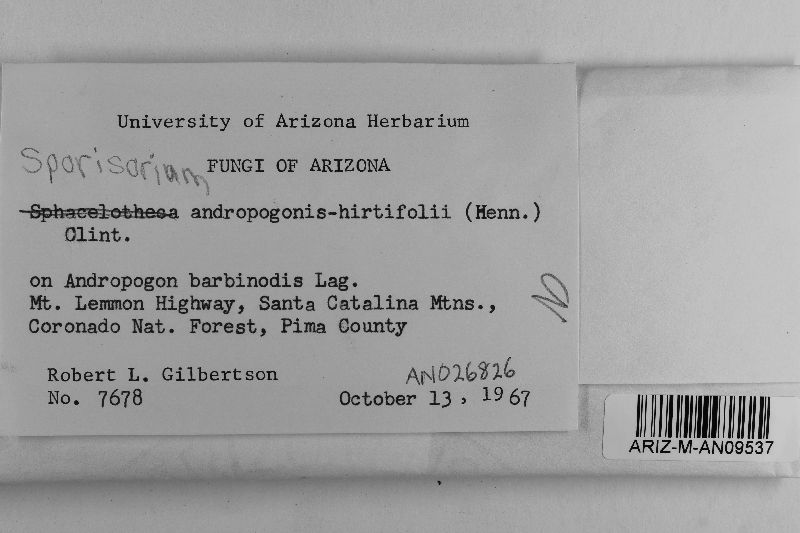 University of Arizona Herbarium
Sporisorium FUNGI OF ARIZONA
Sphacelotheca andropogonis-hirtifolii (Henn.)
Clint.
on Andropogon barbinodis Lag.
Mt. Lemmon Highway, Santa Catalina Mtns.,
Coronado Nat. Forest, Pima County
ND
Robert L. Gilbertson AN026826
No. 7678 October 13, 1967
ARIZ-M-AN09537